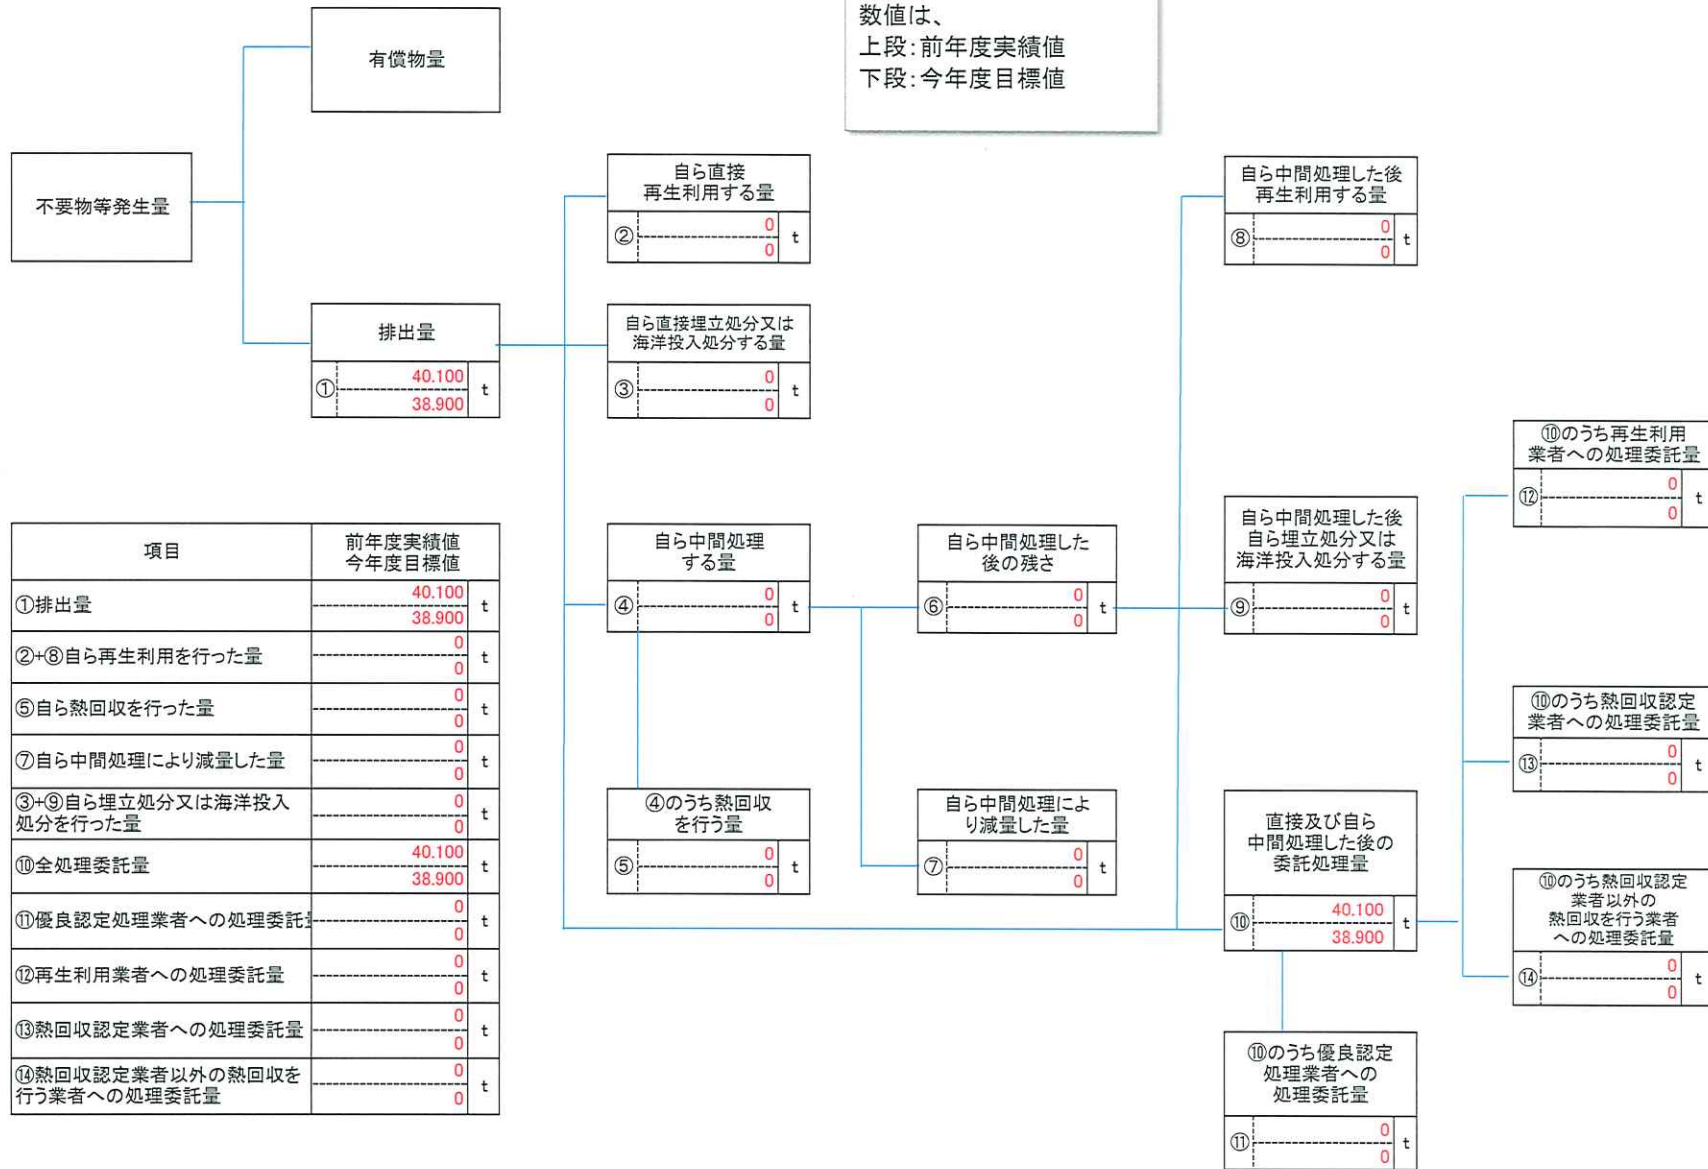 数値は、
上段:前年度実績値
下段:今年度目標値
有償物量
不要物等発生量
排出量
① 40.100 t
38.900
自ら直接
再生利用する量
② 0 t
0
自ら直接埋立処分又は
海洋投入処分する量
③ 0 t
0
自ら中間処理した後
再生利用する量
⑧ 0 t
0
自ら中間処理
する量
④ 0 t
0
自ら中間処理した
後の残さ
⑥ 0 t
0
自ら中間処理した後
自ら埋立処分又は
海洋投入処分する量
⑨ 0 t
0
⑩のうち再生利用
業者への処理委託量
⑫ 0 t
0
⑩のうち熱回収認定
業者への処理委託量
⑬ 0 t
0
④のうち熱回収
を行う量
⑤ 0 t
0
自ら中間処理によ
り減量した量
⑦ 0 t
0
直接及び自ら
中間処理した後の
委託処理量
⑩ 40.100 t
38.900
⑩のうち熱回収認定
業者以外の
熱回収を行う業者
への処理委託量
⑭ 0 t
0
⑩のうち優良認定
処理業者への
処理委託量
⑪ 0 t
0
項目 前年度実績値
今年度目標値
①排出量 40.100 t
38.900
②+⑧自ら再生利用を行った量 0 t
0
⑤自ら熱回収を行った量 0 t
0
⑦自ら中間処理により減量した量 0 t
0
③+⑨自ら埋立処分又は海洋投入
処分を行った量 0 t
0
⑩全処理委託量 40.100 t
38.900
⑪優良認定処理業者への処理委託 0 t
0
⑫再生利用業者への処理委託量 0 t
0
⑬熱回収認定業者への処理委託量 0 t
0
⑭熱回収認定業者以外の熱回収を
行う業者への処理委託量 0 t
0